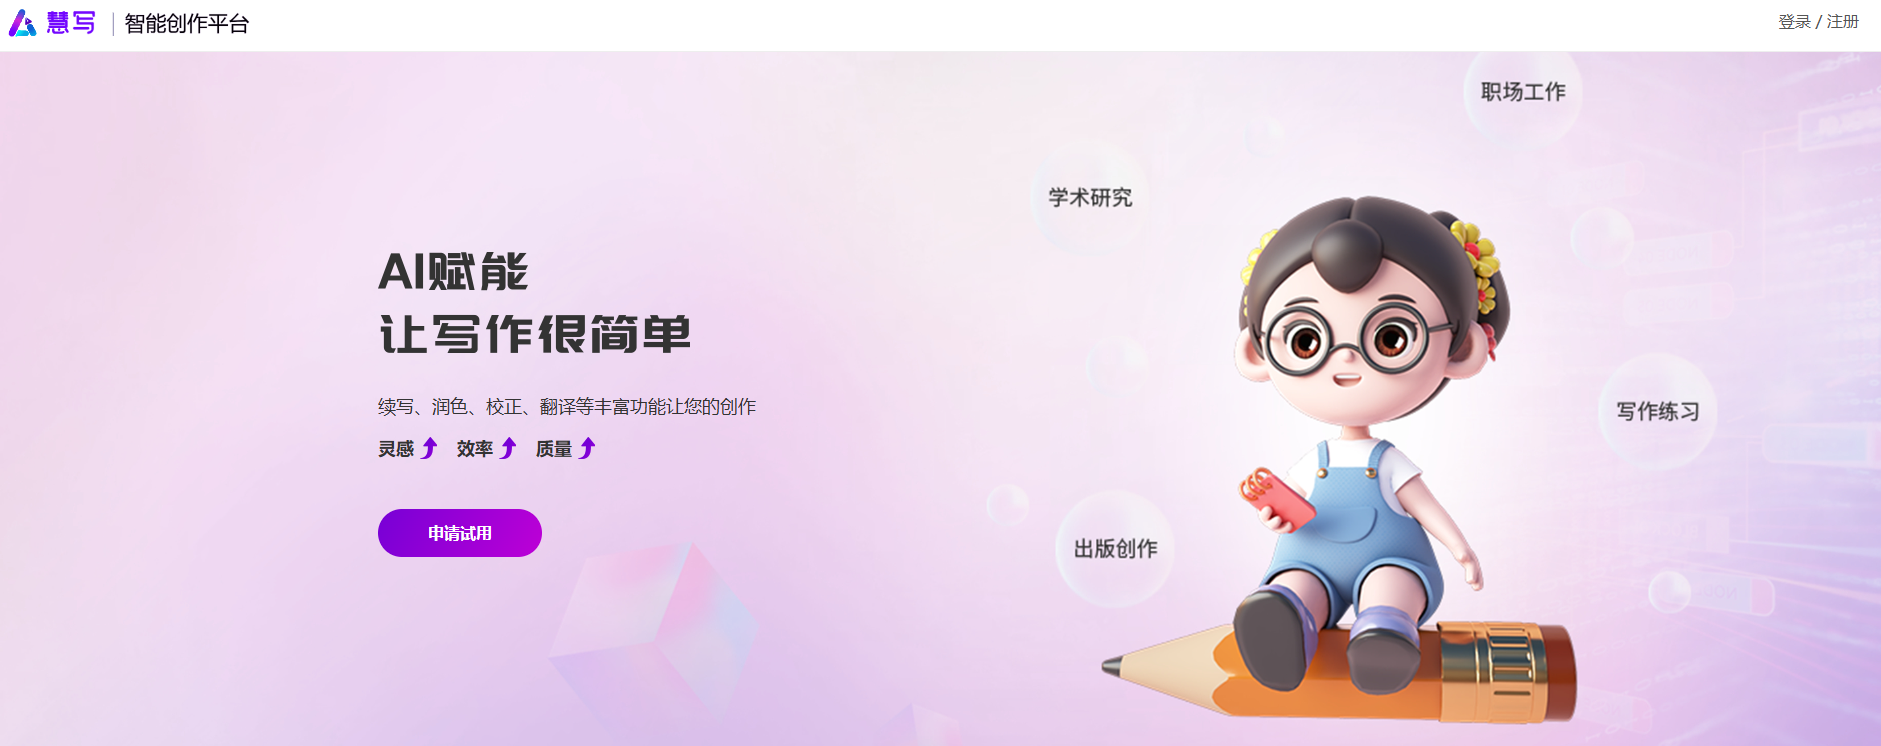 慧写 智能创作平台
登录 / 注册
职场工作
学术研究
AI赋能
让写作很简单
续写、润色、校正、翻译等丰富功能让您的创作
灵感 效率 质量
写作练习
申请试用
出版创作